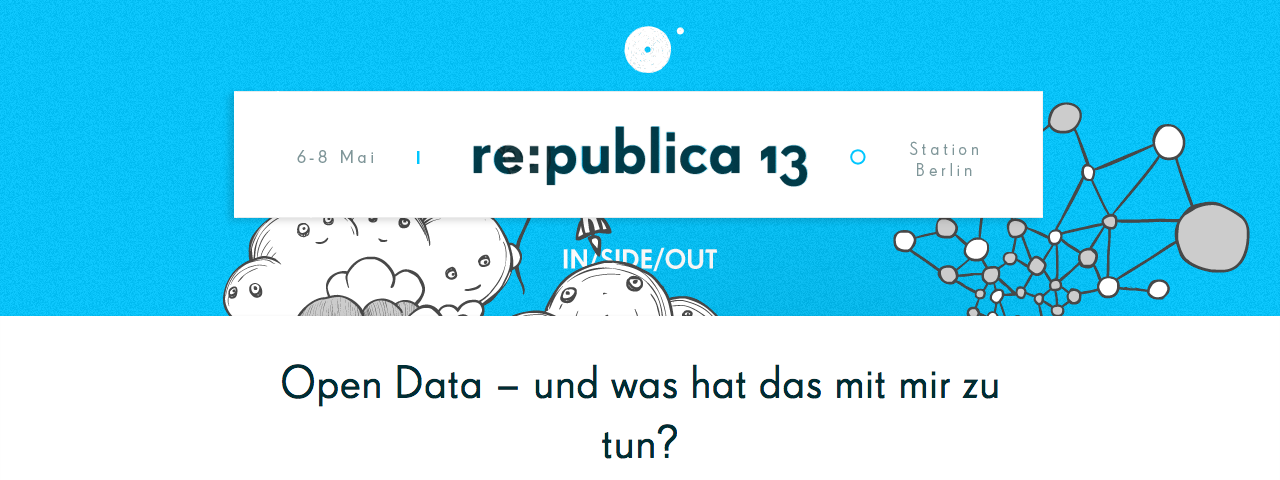 6-8 Mai
re:publica 13
Station
Berlin
IN/SIDE/OUT
Open Data – und was hat das mit mir zu
tun?